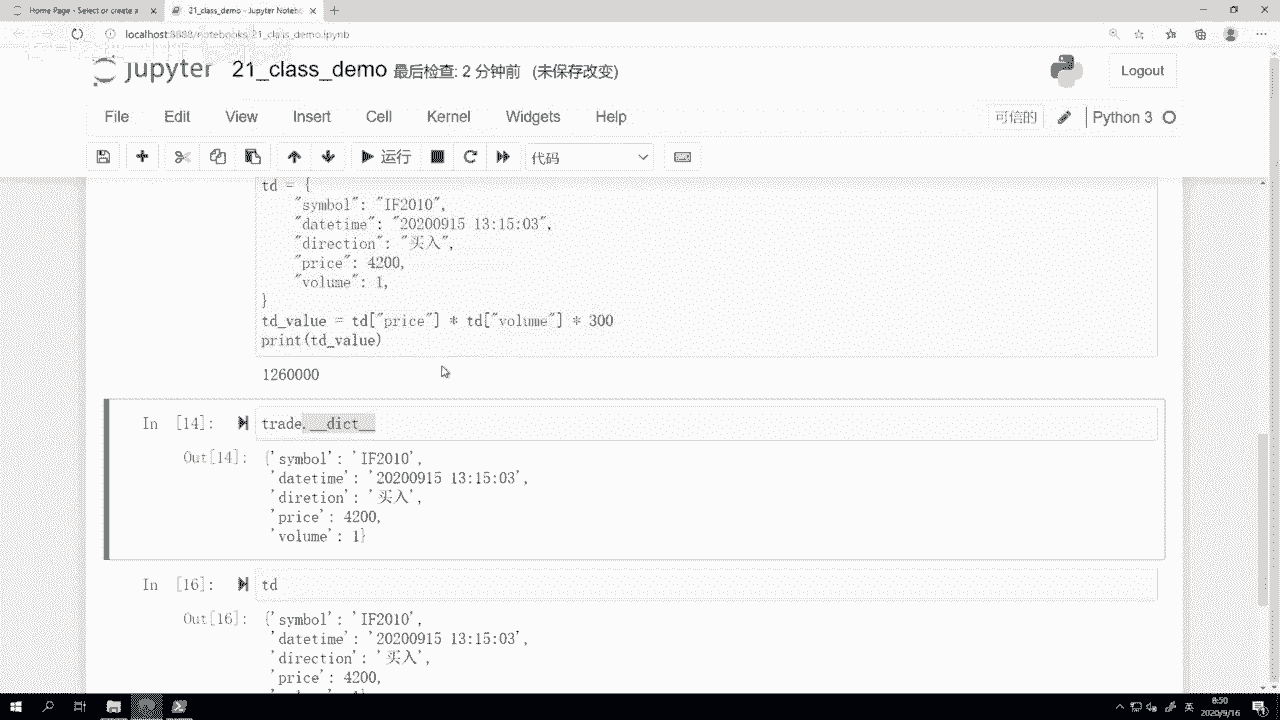 Home Page - Select or create a
21_class_demo - Jupyter Noteb
localhost:8888/notebooks/21_class_demo.ipynb
jupyter 21_class_demo 最后检查: 2 分钟前 (未保存改变)
Logout
File Edit View Insert Cell Kernel Widgets Help
可信的
Python 3
运行
代码
td = {
"symbol": "IF2010",
"datetime": "20200915 13:15:03",
"direction": "买入",
"price": 4200,
"volume": 1,
}
td_value = td["price"] * td["volume"] * 300
print(td_value)
1260000
In [14]: trade.__dict__
Out[14]: {'symbol': 'IF2010',
'datetime': '20200915 13:15:03',
'diretion': '买入',
'price': 4200,
'volume': 1}
In [16]: td
Out[16]: {'symbol': 'IF2010',
'datetime': '20200915 13:15:03',
'direction': '买入',
'price': 4200,
英
8:50
2020/9/16